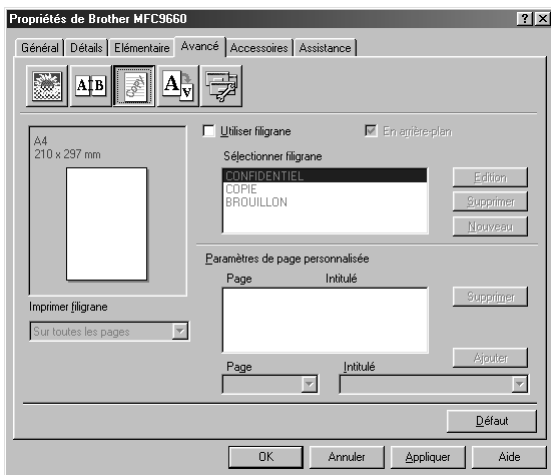 Propriétés de Brother MFC9660
Général Détails Elémentaire Avancé Accessoires Assistance
A B Copy A A
A4
210 x 297 mm
Utiliser filigrane En arrière-plan
Sélectionner filigrane
CONFIDENTIEL
COPIE
BROUILLON
Edition
Supprimer
Nouveau
Paramètres de page personnalisée
Page Intitulé
Supprimer
Imprimer filigrane
Sur toutes les pages
Ajouter
Page Intitulé
Défaut
OK Annuler Appliquer Aide